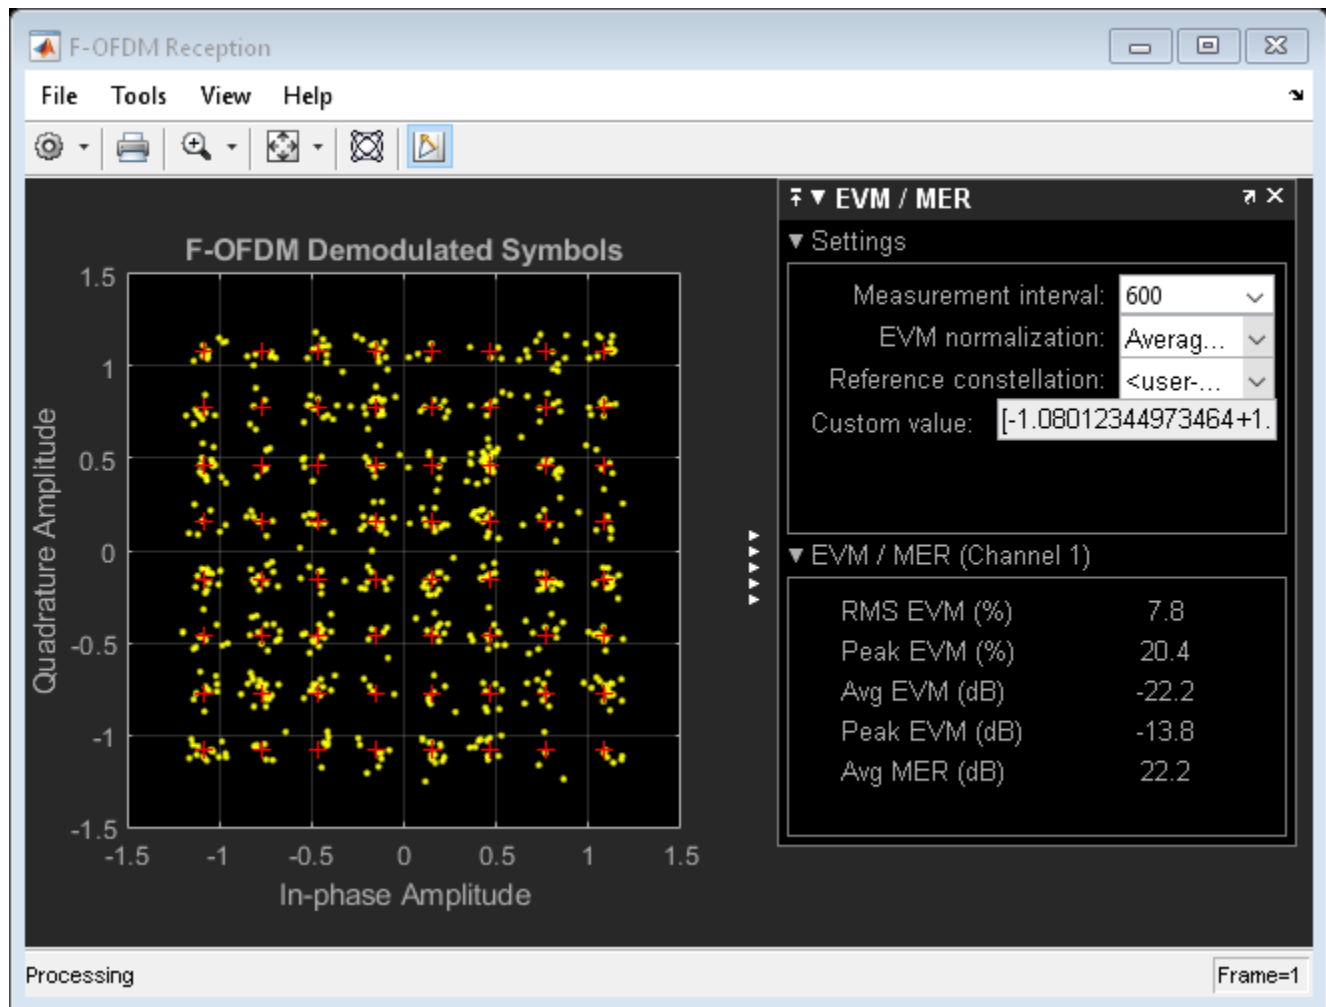 F-OFDM Reception
File Tools View Help
EVM / MER
Settings
Measurement interval: 600
EVM normalization: Averag...
Reference constellation: <user-...
Custom value: [-1.08012344973464+1.
EVM / MER (Channel 1)
RMS EVM (%) 7.8
Peak EVM (%) 20.4
Avg EVM (dB) -22.2
Peak EVM (dB) -13.8
Avg MER (dB) 22.2
F-OFDM Demodulated Symbols
1.5
1
0.5
0
-0.5
-1
-1.5
Quadrature Amplitude
-1.5 -1 -0.5 0 0.5 1 1.5
In-phase Amplitude
Processing Frame=1